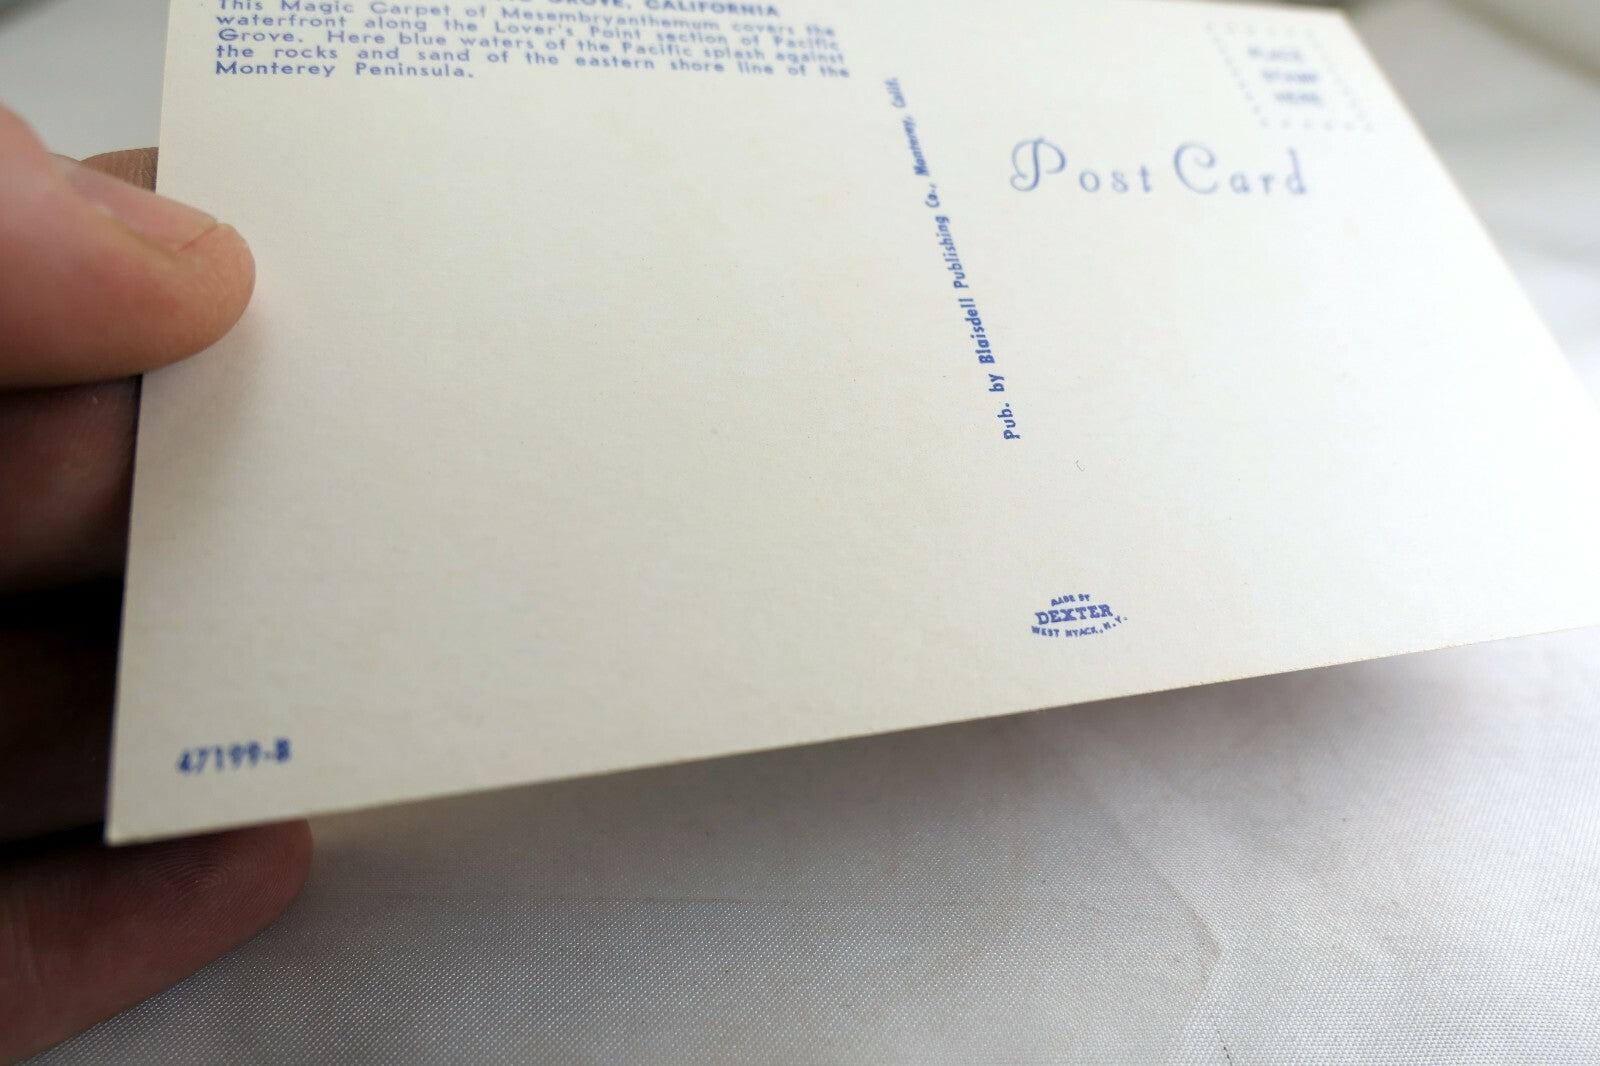 GROVE, CALIFORNIA
This Magic Carpet of Mesembryanthemum covers the
waterfront along the Lover's Point section of Pacific
Grove. Here blue waters of the Pacific splash against
the rocks and sand of the eastern shore line of the
Monterey Peninsula.
Pub. by Blaisdell Publishing Co., Monterey, Calif.
PLACE
STAMP
HERE
Post Card
MADE BY
DEXTER
WEST NYACK, N.Y.
47199-B